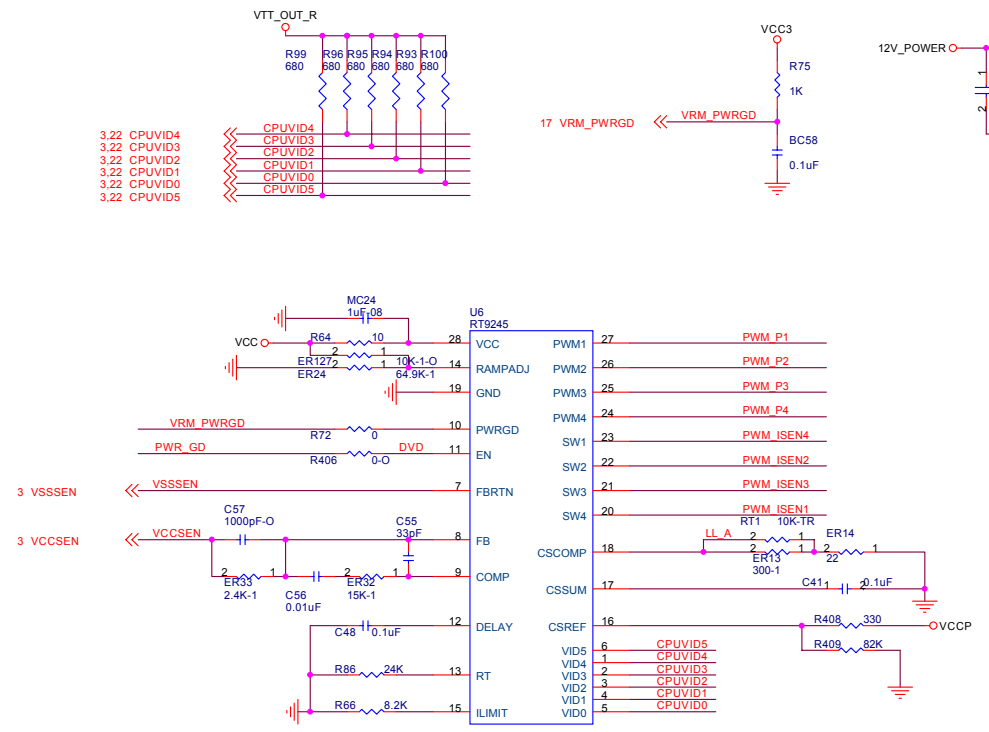 VTT_OUT_R
R99 R96 R95 R94 R93 R100
680 680 680 680 680 680
3,22 CPUVID4 CPUVID4
3,22 CPUVID3 CPUVID3
3,22 CPUVID2 CPUVID2
3,22 CPUVID1 CPUVID1
3,22 CPUVID0 CPUVID0
3,22 CPUVID5 CPUVID5
VCC3
R75
1K
17 VRM_PWRGD VRM_PWRGD
BC58
0.1uF
12V_POWER
1
2
MC24
1uF-08
U6
RT9245
VCC R64 10 28 VCC
2 1
ER127 10K-1-O
ER24 2 1 64.9K-1 14 RAMPADJ
19 GND
VRM_PWRGD R72 0 10 PWRGD
PWR_GD R406 0-O DVD 11 EN
3 VSSSEN VSSSEN 7 FBRTN
C57
1000pF-O
C55
33pF
3 VCCSEN VCCSEN 8 FB
2 1 2 1 9 COMP
ER33
2.4K-1
C56
0.01uF
ER32
15K-1
C48 0.1uF 12 DELAY
R86 24K 13 RT
R66 8.2K 15 ILIMIT
PWM1 27 PWM_P1
PWM2 26 PWM_P2
PWM3 25 PWM_P3
PWM4 24 PWM_P4
SW1 23 PWM_ISEN4
SW2 22 PWM_ISEN2
SW3 21 PWM_ISEN3
SW4 20 PWM_ISEN1
RT1 10K-TR
LL_A 2 1 ER14
CSCOMP 18 2 1 2 1
ER13
300-1
22
CSSUM 17 C41 1 2 0.1uF
CSREF 16 R408 330 VCCP
R409 82K
VID5 6 CPUVID5
VID4 1 CPUVID4
VID3 2 CPUVID3
VID2 3 CPUVID2
VID1 4 CPUVID1
VID0 5 CPUVID0